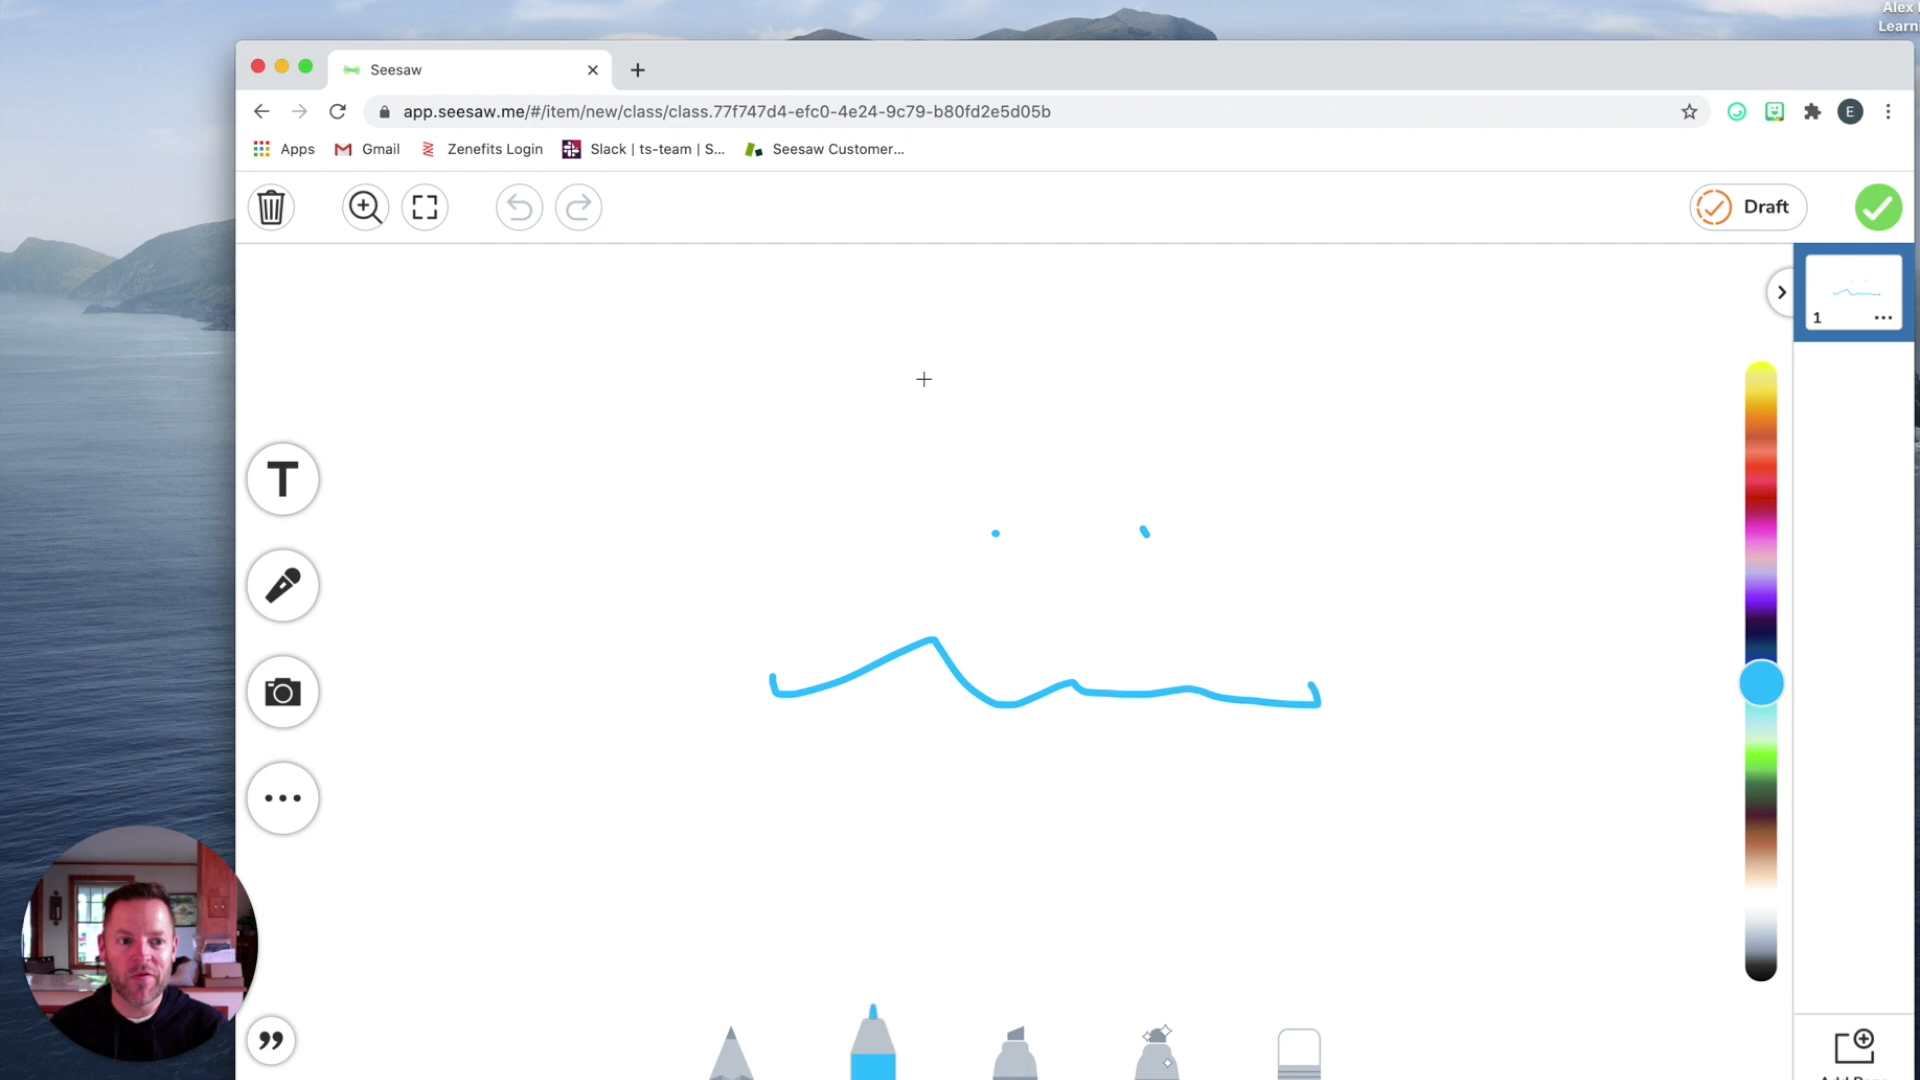 Alex
Learni
Seesaw
app.seesaw.me/#/item/new/class/class.77f747d4-efc0-4e24-9c79-b80fd2e5d05b
E
Apps
Gmail
Zenefits Login
Slack | ts-team | S...
Seesaw Customer...
Draft
1
T